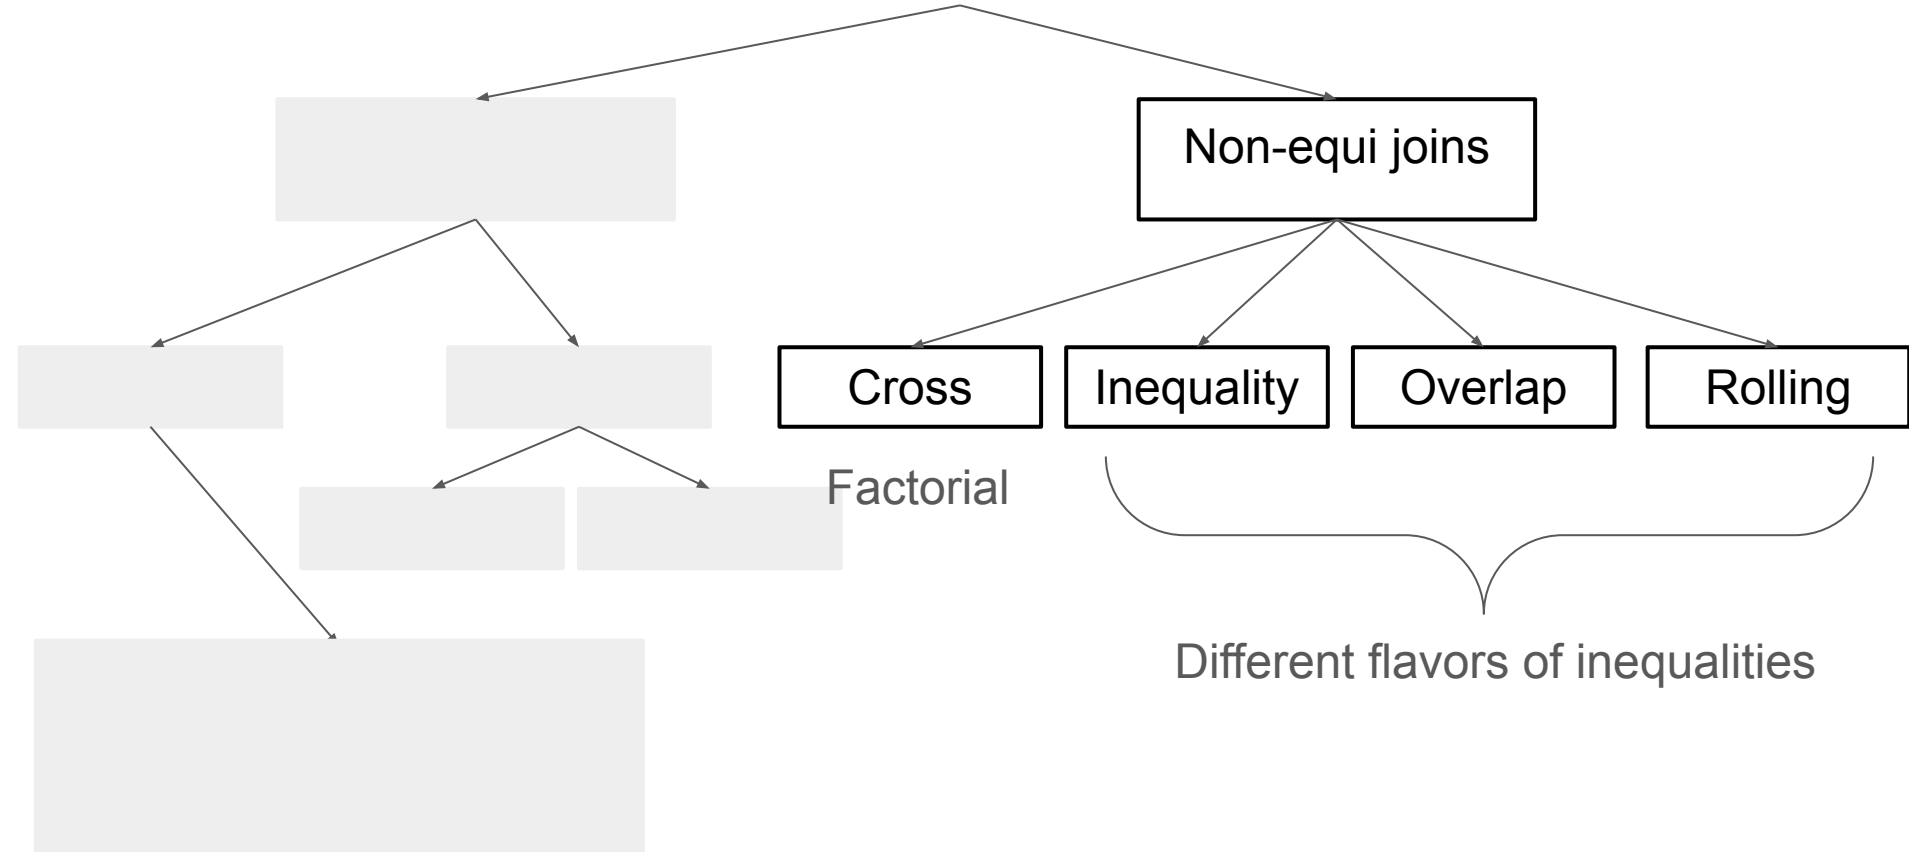 Non-equi joins
Cross
Inequality
Overlap
Rolling
Factorial
Different flavors of inequalities